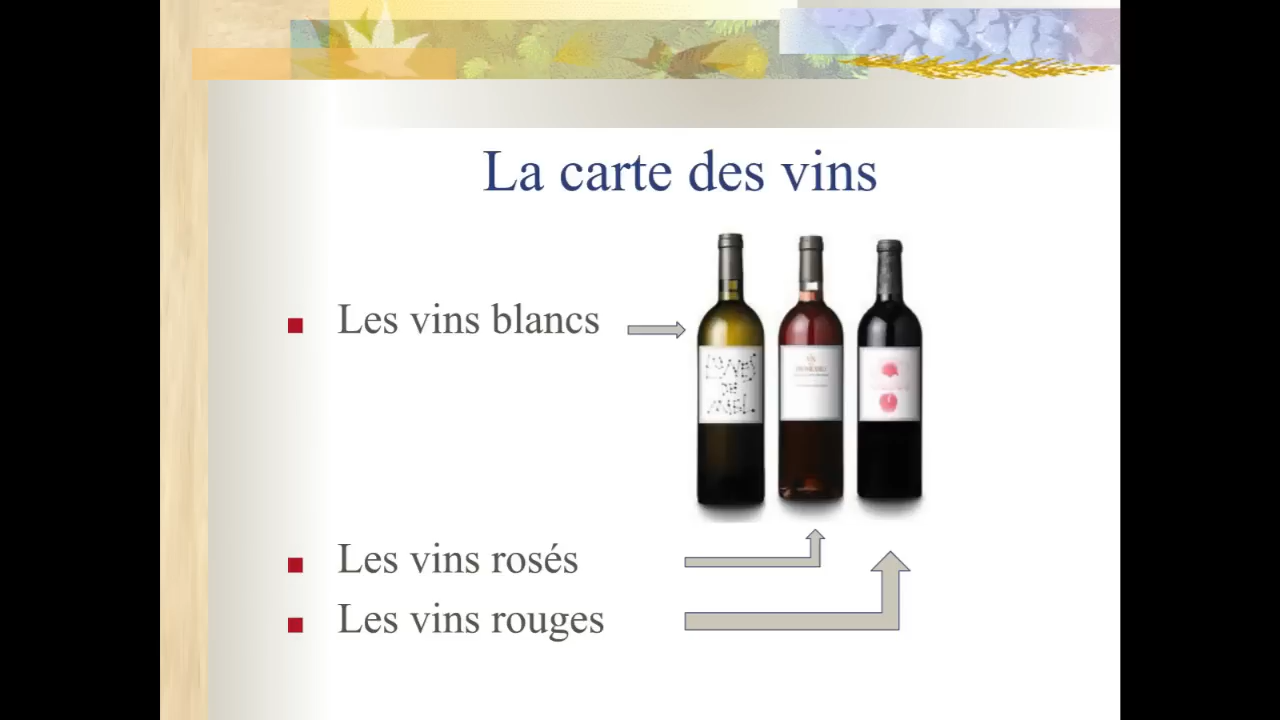 La carte des vins
Les vins blancs
Les vins rosés
Les vins rouges